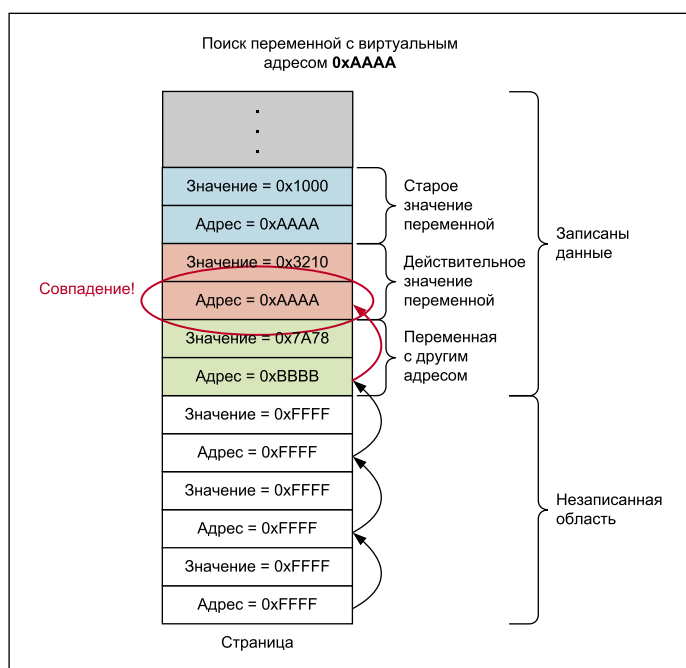 Поиск переменной с виртуальным
адресом 0xAAAA
.
.
.
Значение = 0x1000
Адрес = 0xAAAA
Старое
значение
переменной
Значение = 0x3210
Адрес = 0xAAAA
Совпадение!
Действительное
значение
переменной
Значение = 0x7A78
Адрес = 0xBBBB
Переменная
с другим
адресом
Записаны
данные
Значение = 0xFFFF
Адрес = 0xFFFF
Значение = 0xFFFF
Адрес = 0xFFFF
Значение = 0xFFFF
Адрес = 0xFFFF
Незаписанная
область
Страница